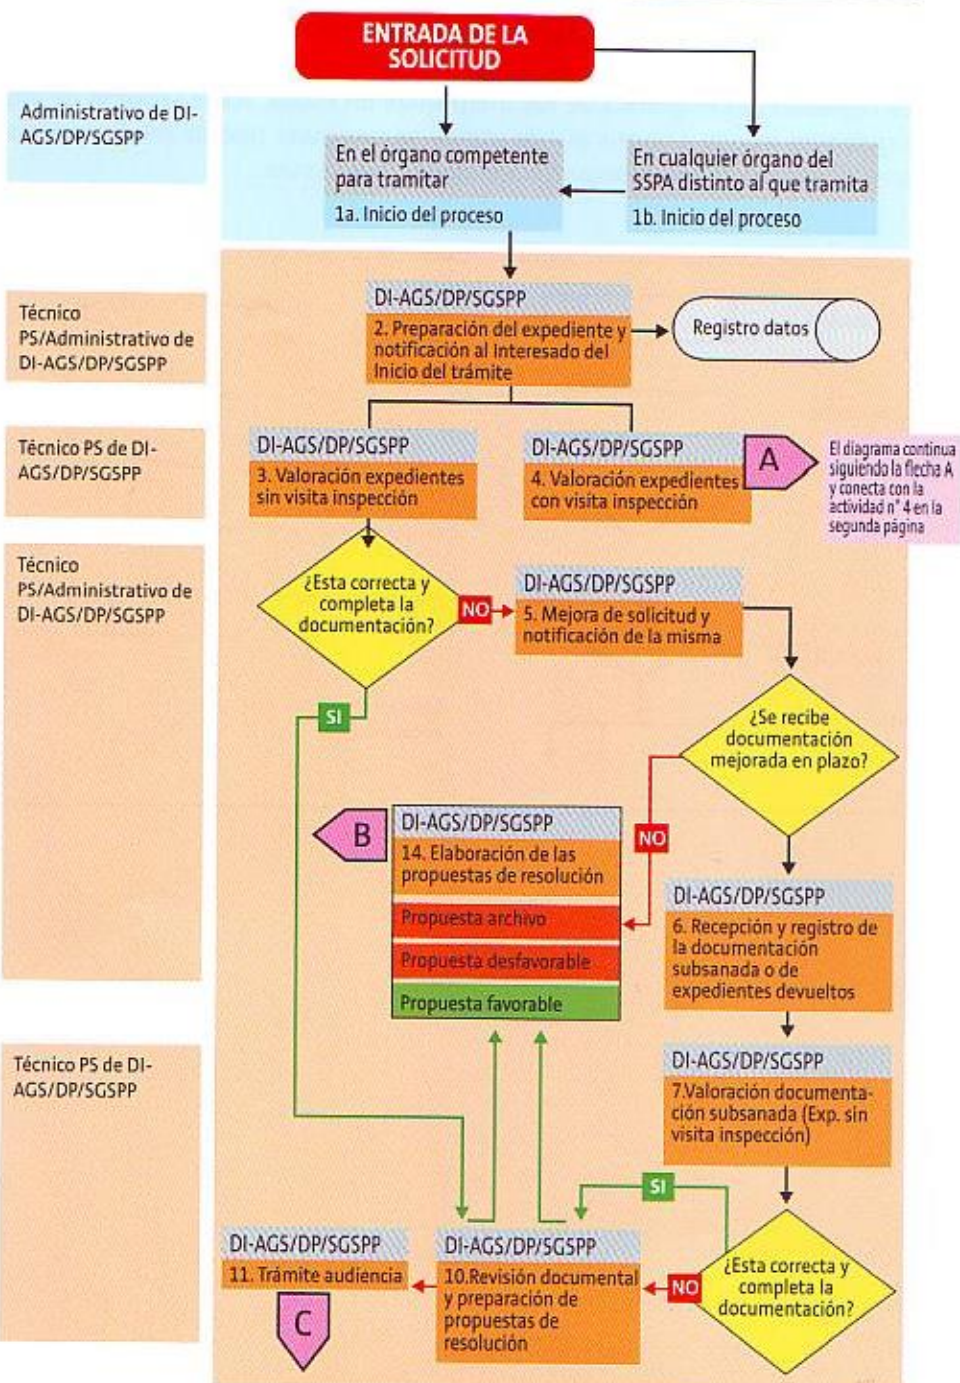 ENTRADA DE LA
SOLICITUD
Administrativo de DI-
AGS/DP/SGSPP
En el órgano competente
para tramitar
1a. Inicio del proceso
En cualquier órgano del
SSPA distinto al que tramita
1b. Inicio del proceso
Técnico
PS/Administrativo de
DI-AGS/DP/SGSPP
DI-AGS/DP/SGSPP
2. Preparación del expediente y
notificación al Interesado del
Inicio del trámite
Registro datos
Técnico PS de DI-
AGS/DP/SGSPP
DI-AGS/DP/SGSPP
3. Valoración expedientes
sin visita inspección
DI-AGS/DP/SGSPP
4. Valoración expedientes
con visita inspección
A
El diagrama continua
siguiendo la flecha A
y conecta con la
actividad n° 4 en la
segunda página
Técnico
PS/Administrativo de
DI-AGS/DP/SGSPP
¿Esta correcta y
completa la
documentación?
NO
DI-AGS/DP/SGSPP
5. Mejora de solicitud y
notificación de la misma
SI
¿Se recibe
documentación
mejorada en plazo?
NO
B
DI-AGS/DP/SGSPP
14. Elaboración de las
propuestas de resolución
Propuesta archivo
Propuesta desfavorable
Propuesta favorable
DI-AGS/DP/SGSPP
6. Recepción y registro de
la documentación
subsanada o de
expedientes devueltos
Técnico PS de DI-
AGS/DP/SGSPP
DI-AGS/DP/SGSPP
7.Valoración documenta-
ción subsanada (Exp. sin
visita inspección)
SI
¿Esta correcta y
completa la
documentación?
NO
DI-AGS/DP/SGSPP
10.Revisión documental
y preparación de
propuestas de
resolución
DI-AGS/DP/SGSPP
11. Trámite audiencia
C